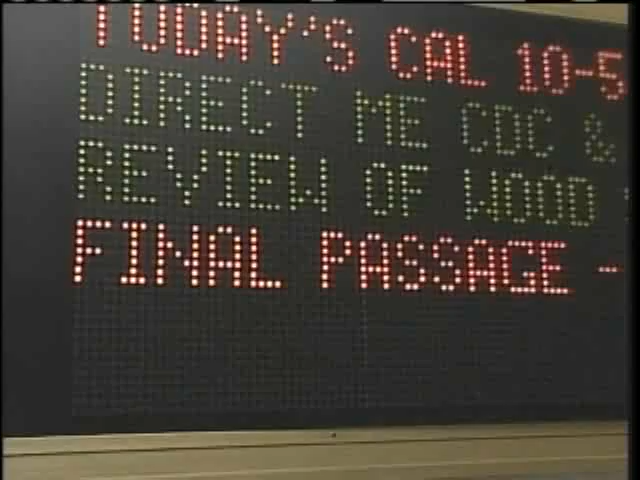 TODAY'S CAL 10-5
DIRECT ME CDC &
REVIEW OF WOOD
FINAL PASSAGE -